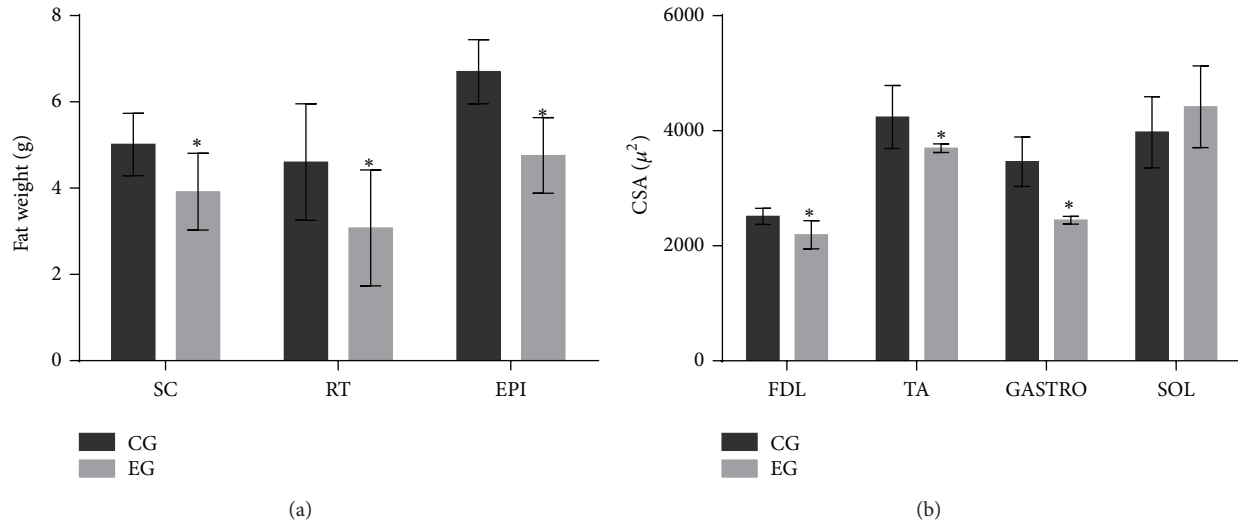 8
6
4
2
0
Fat weight (g)
*
*
*
SC RT EPI
CG
EG
(a)
6000
4000
2000
0
CSA (μ²)
*
*
*
FDL TA GASTRO SOL
CG
EG
(b)